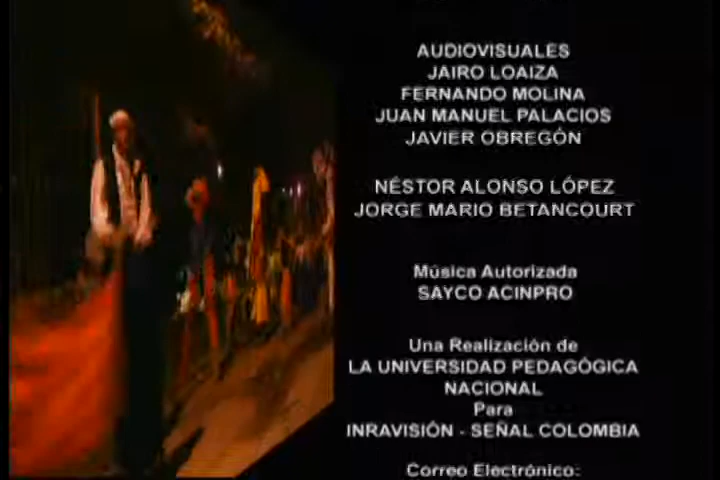 AUDIOVISUALES
JAIRO LOAIZA
FERNANDO MOLINA
JUAN MANUEL PALACIOS
JAVIER OBREGÓN
NÉSTOR ALONSO LÓPEZ
JORGE MARIO BETANCOURT
Música Autorizada
SAYCO ACINPRO
Una Realización de
LA UNIVERSIDAD PEDAGÓGICA
NACIONAL
Para
INRAVISIÓN - SEÑAL COLOMBIA
Correo Electrónico: